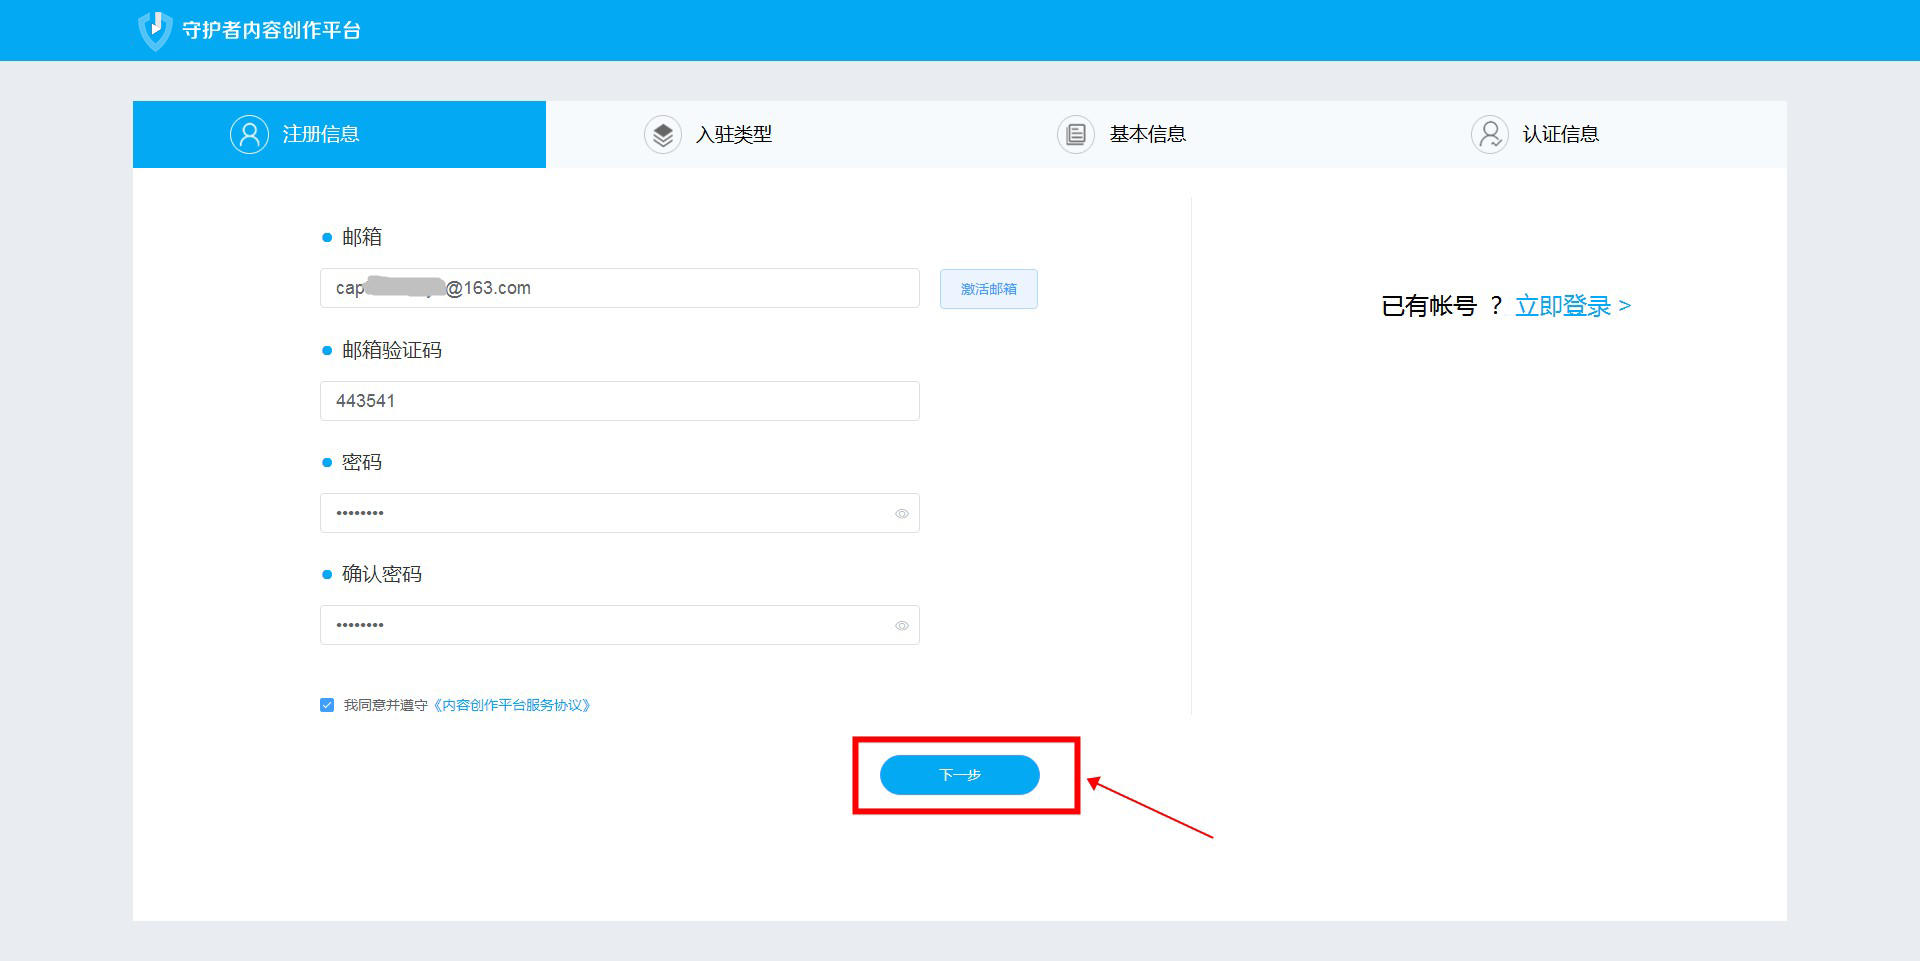 守护者内容创作平台
注册信息
入驻类型
基本信息
认证信息
邮箱
cap @163.com
激活邮箱
已有帐号 ？ 立即登录 >
邮箱验证码
443541
密码
••••••••
确认密码
••••••••
我同意并遵守《内容创作平台服务协议》
下一步